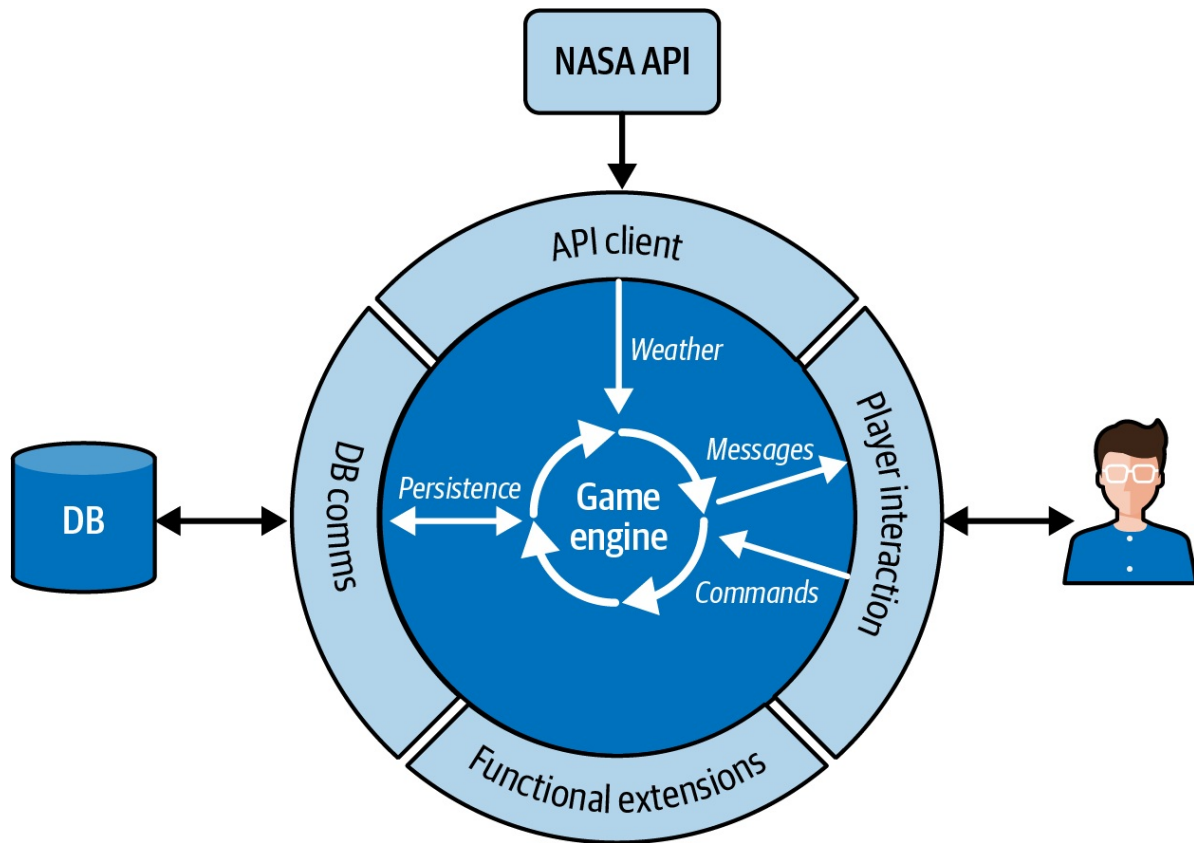 NASA API
API client
Weather
Messages
Player interaction
DB
DB comms
Persistence
Game
engine
Commands
Functional extensions